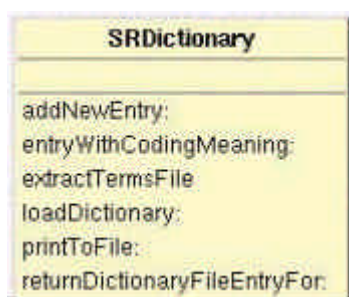 SRDictionary
addNewEntry:
entryWithCodingMeaning:
extractTermsFile
loadDictionary:
printToFile:
returnDictionaryFileEntryFor: